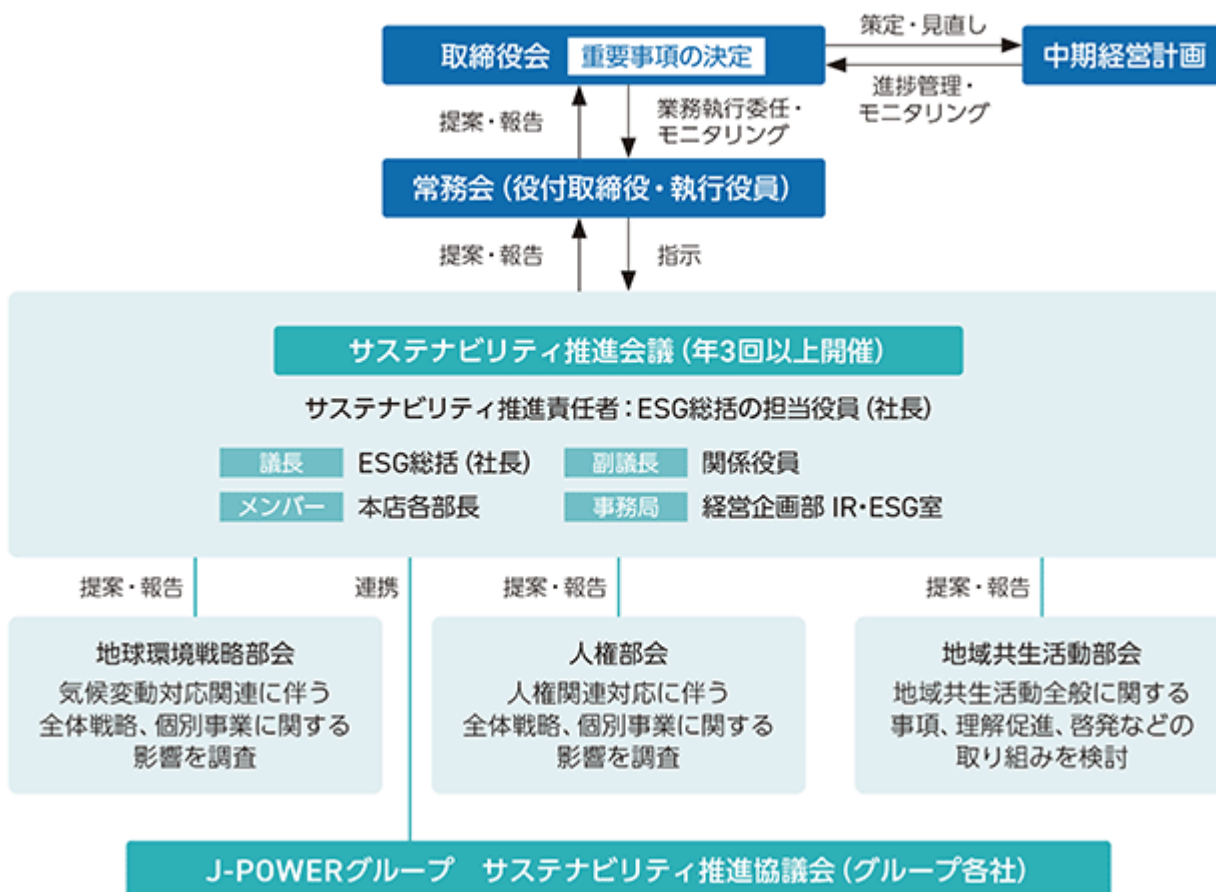 策定・見直し
取締役会 重要事項の決定
中期経営計画
進捗管理・
モニタリング
提案・報告
業務執行委任・
モニタリング
常務会(役付取締役・執行役員)
提案・報告
指示
サステナビリティ推進会議(年3回以上開催)
サステナビリティ推進責任者:ESG総括の担当役員(社長)
議長 ESG総括(社長) 副議長 関係役員
メンバー 本店各部長 事務局 経営企画部 IR・ESG室
提案・報告
連携
提案・報告
提案・報告
地球環境戦略部会
気候変動対応関連に伴う
全体戦略、個別事業に関する
影響を調査
人権部会
人権関連対応に伴う
全体戦略、個別事業に関する
影響を調査
地域共生活動部会
地域共生活動全般に関する
事項、理解促進、啓発などの
取り組みを検討
J-POWERグループ サステナビリティ推進協議会(グループ各社)